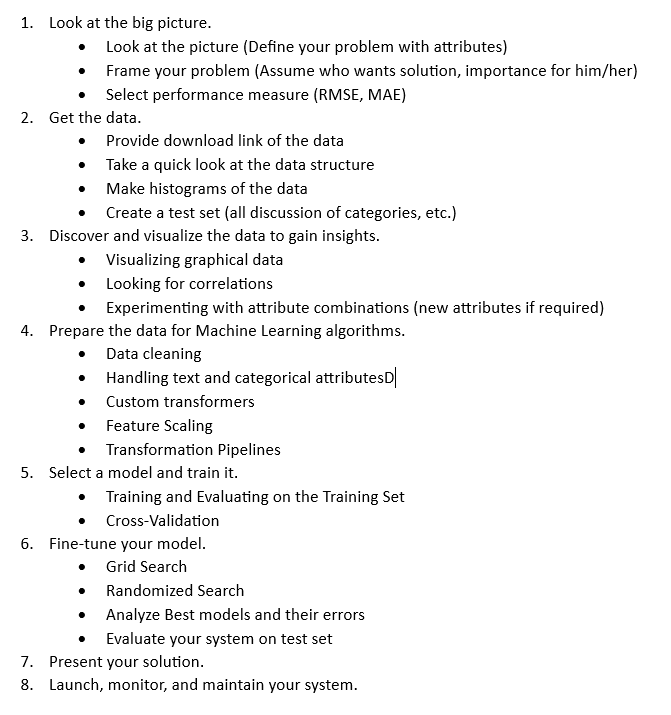 1. Look at the big picture.
• Look at the picture (Define your problem with attributes)
• Frame your problem (Assume who wants solution, importance for him/her)
• Select performance measure (RMSE, MAE)
2. Get the data.
• Provide download link of the data
• Take a quick look at the data structure
• Make histograms of the data
• Create a test set (all discussion of categories, etc.)
3. Discover and visualize the data to gain insights.
• Visualizing graphical data
• Looking for correlations
• Experimenting with attribute combinations (new attributes if required)
4. Prepare the data for Machine Learning algorithms.
• Data cleaning
• Handling text and categorical attributesD
• Custom transformers
• Feature Scaling
• Transformation Pipelines
5. Select a model and train it.
• Training and Evaluating on the Training Set
• Cross-Validation
6. Fine-tune your model.
• Grid Search
• Randomized Search
• Analyze Best models and their errors
• Evaluate your system on test set
7. Present your solution.
8. Launch, monitor, and maintain your system.